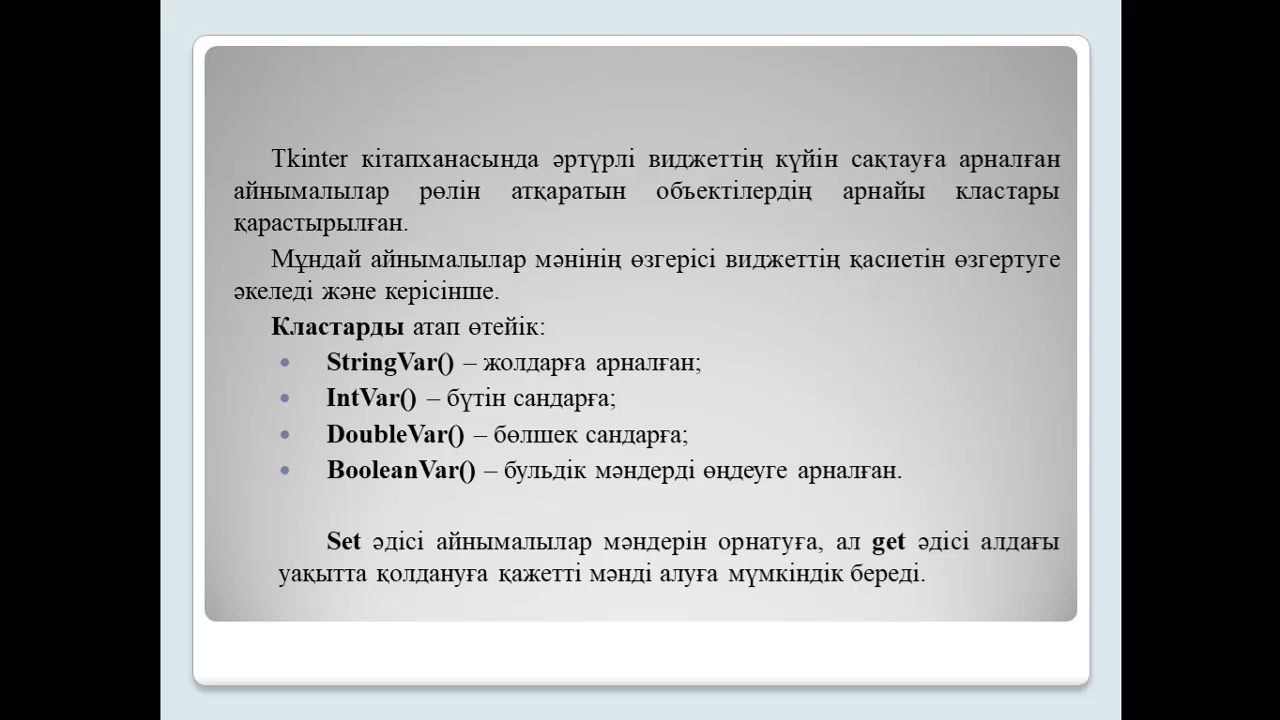 Tkinter кітапханасында әртүрлі виджеттің күйін сақтауға арналған
айнымалылар рөлін атқаратын объектілердің арнайы кластары
қарастырылған.
Мұндай айнымалылар мәнінің өзгерісі виджеттің қасиетін өзгертуге
әкеледі және керісінше.
Кластарды атап өтейік:
• StringVar() – жолдарға арналған;
• IntVar() – бүтін сандарға;
• DoubleVar() – бөлшек сандарға;
• BooleanVar() – бульдік мәндерді өңдеуге арналған.
Set әдісі айнымалылар мәндерін орнатуға, ал get әдісі алдағы
уақытта қолдануға қажетті мәнді алуға мүмкіндік береді.